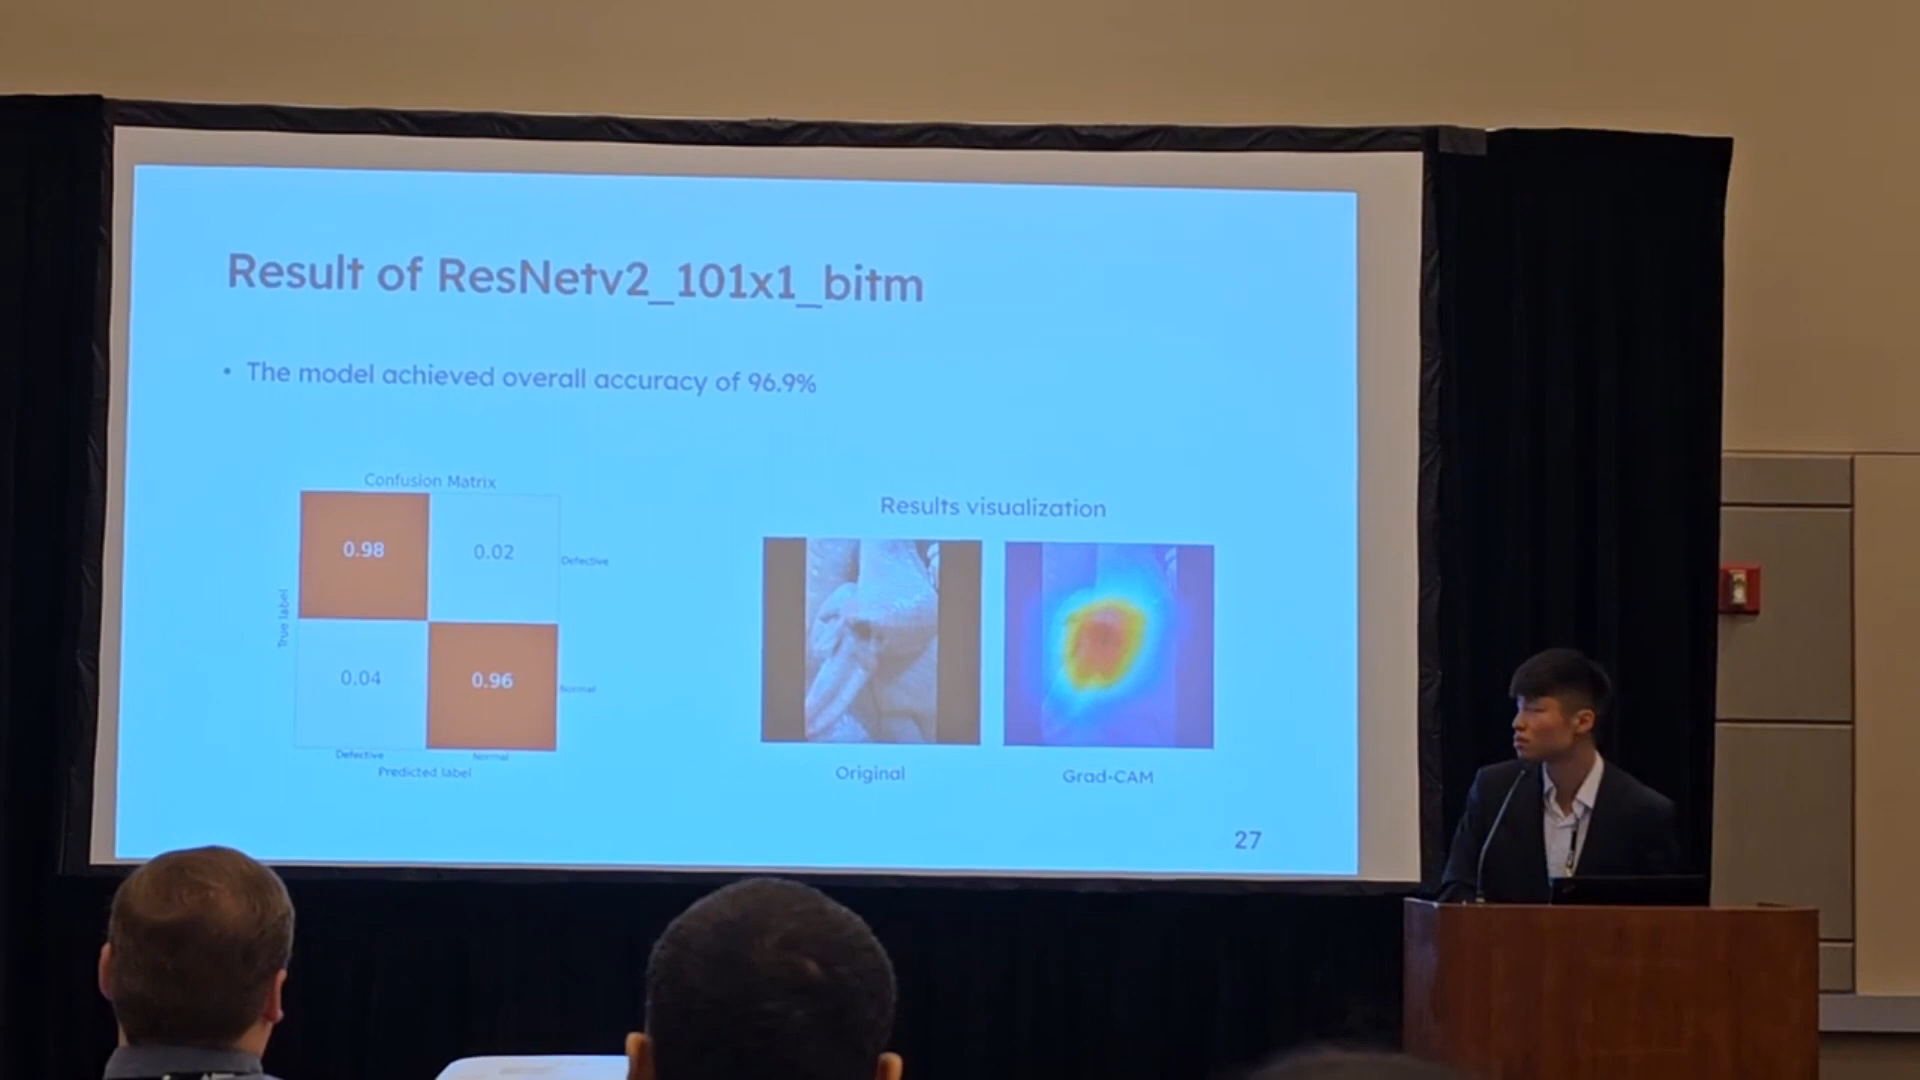 Result of ResNetv2_101x1_bitm
• The model achieved overall accuracy of 96.9%
Confusion Matrix
0.98
0.02
Defective
True label
0.04
0.96
Normal
Defective
Normal
Predicted label
Results visualization
Original
Grad-CAM
27